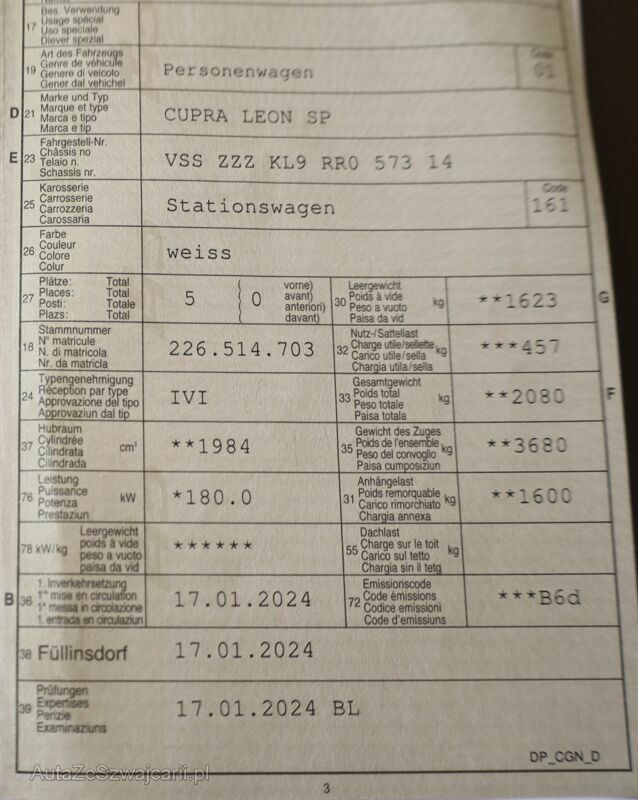 17 Bes. Verwendung
Usage spécial
Uso speciale
Diever spezial
19 Art des Fahrzeugs
Genre de véhicule
Genere di veicolo
Gener dal vehichel
Personenwagen
Code
01
D 21 Marke und Typ
Marque et type
Marca e tipo
Marca e tip
CUPRA LEON SP
E 23 Fahrgestell-Nr.
Châssis no
Telaio n.
Schassis nr.
VSS ZZZ KL9 RR0 573 14
25 Karosserie
Carrosserie
Carrozzeria
Carossaria
Stationswagen
Code
161
26 Farbe
Couleur
Colore
Colur
weiss
27 Plätze: Total
Places: Total
Posti: Totale
Plazs: Total
5 ( 0 vorne)
avant)
anteriori)
davant)
30 Leergewicht
Poids à vide
Peso a vuoto
Paisa da vid
kg **1623 G
18 Stammnummer
N° matricule
N. di matricola
Nr. da matricla
226.514.703
32 Nutz-/Sattellast
Charge utile/sellette
Carico utile/sella
Chargia utila/sella
kg ***457
24 Typengenehmigung
Réception par type
Approvazione del tipo
Approvaziun dal tip
IVI
33 Gesamtgewicht
Poids total
Peso totale
Paisa totala
kg **2080 F
37 Hubraum
Cylindrée
Cilindrata
Cilindrada
cm³ **1984
35 Gewicht des Zuges
Poids de l'ensemble
Peso del convoglio
Paisa cumposiziun
kg **3680
76 Leistung
Puissance
Potenza
Prestaziun
kW *180.0
31 Anhängelast
Poids remorquable
Carico rimorchiato
Chargia annexa
kg **1600
78 kW/kg Leergewicht
poids à vide
peso a vuoto
paisa da vid
******
55 Dachlast
Charge sur le toit
Carico sul tetto
Chargia sin il tetg
kg
B 36 1. Inverkehrsetzung
1re mise en circulation
1a messa in circolazione
1. entrada en circulaziun
17.01.2024
72 Emissionscode
Code émissions
Codice emissioni
Code d'emissiuns
***B6d
38 Füllinsdorf 17.01.2024
39 Prüfungen
Expertises
Perizie
Examinaziuns
17.01.2024 BL
DP_CGN_D
AutaZeSzwajcarii.pl
3